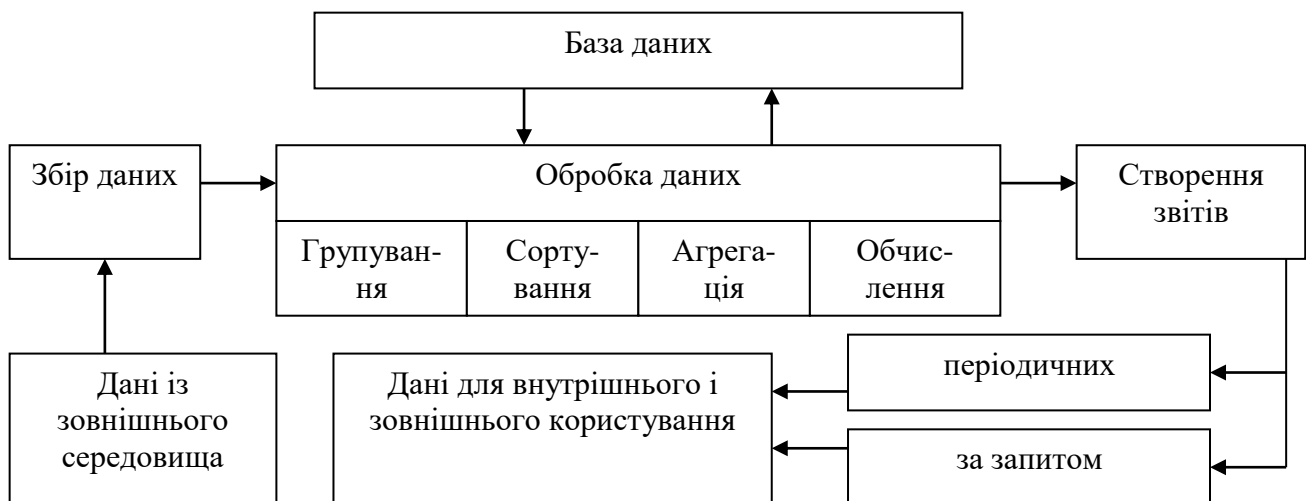 База даних
Збір даних
Обробка даних
Створення
звітів
Групуван-
ня
Сорту-
вання
Агрега-
ція
Обчис-
лення
Дані із
зовнішнього
середовища
Дані для внутрішнього і
зовнішнього користування
періодичних
за запитом